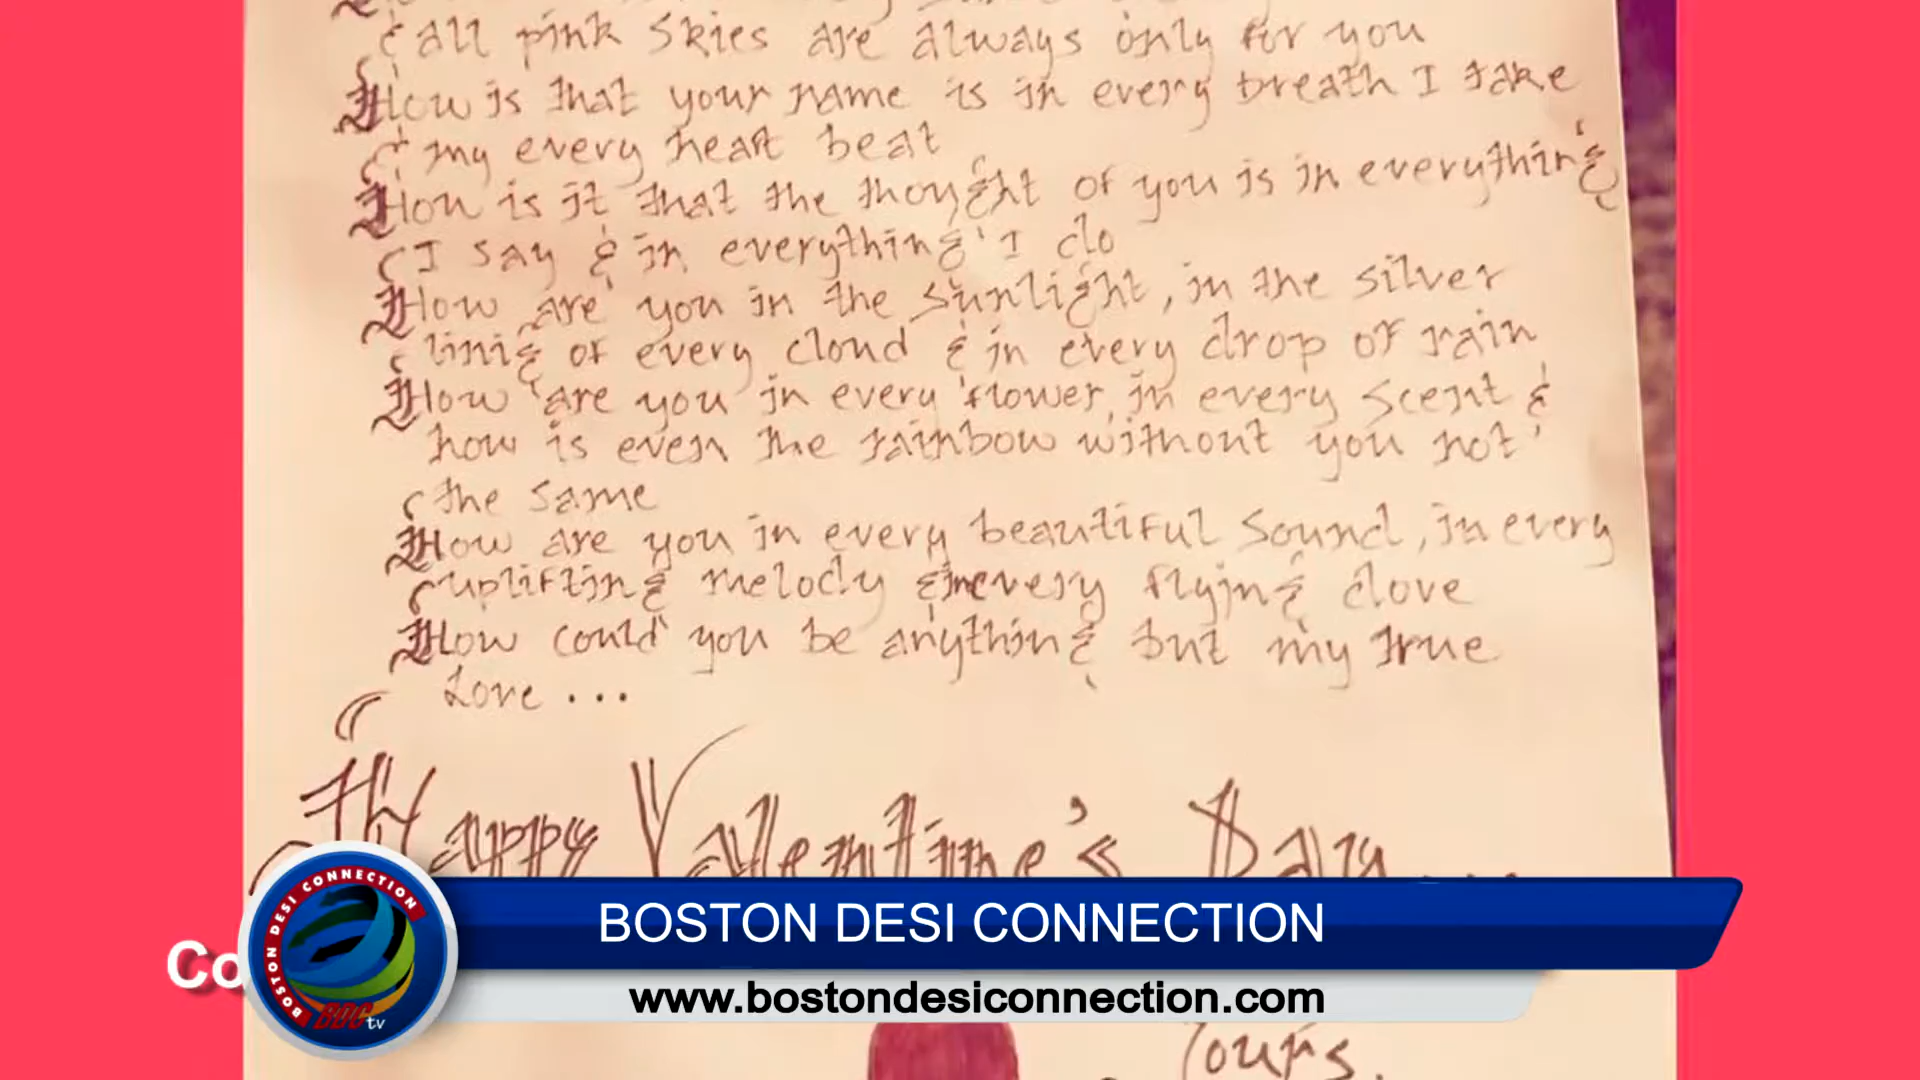 & all pink skies are always only for you
How is that your name is in every breath I take
& my every heart beat
How is it that the thought of you is in everything
I say & in everything I do
How are you in the sunlight, in the silver
lining of every cloud & in every drop of rain
How are you in every flower, in every scent &
how is even the rainbow without you not
the same
How are you in every beautiful sound, in every
uplifting melody & in every flying dove
How could you be anything but my true
Love...
Happy Valentine's Day
BOSTON DESI CONNECTION
BOSTON DESI CONNECTION
BDC tv
Co
www.bostondesiconnection.com
Yours,